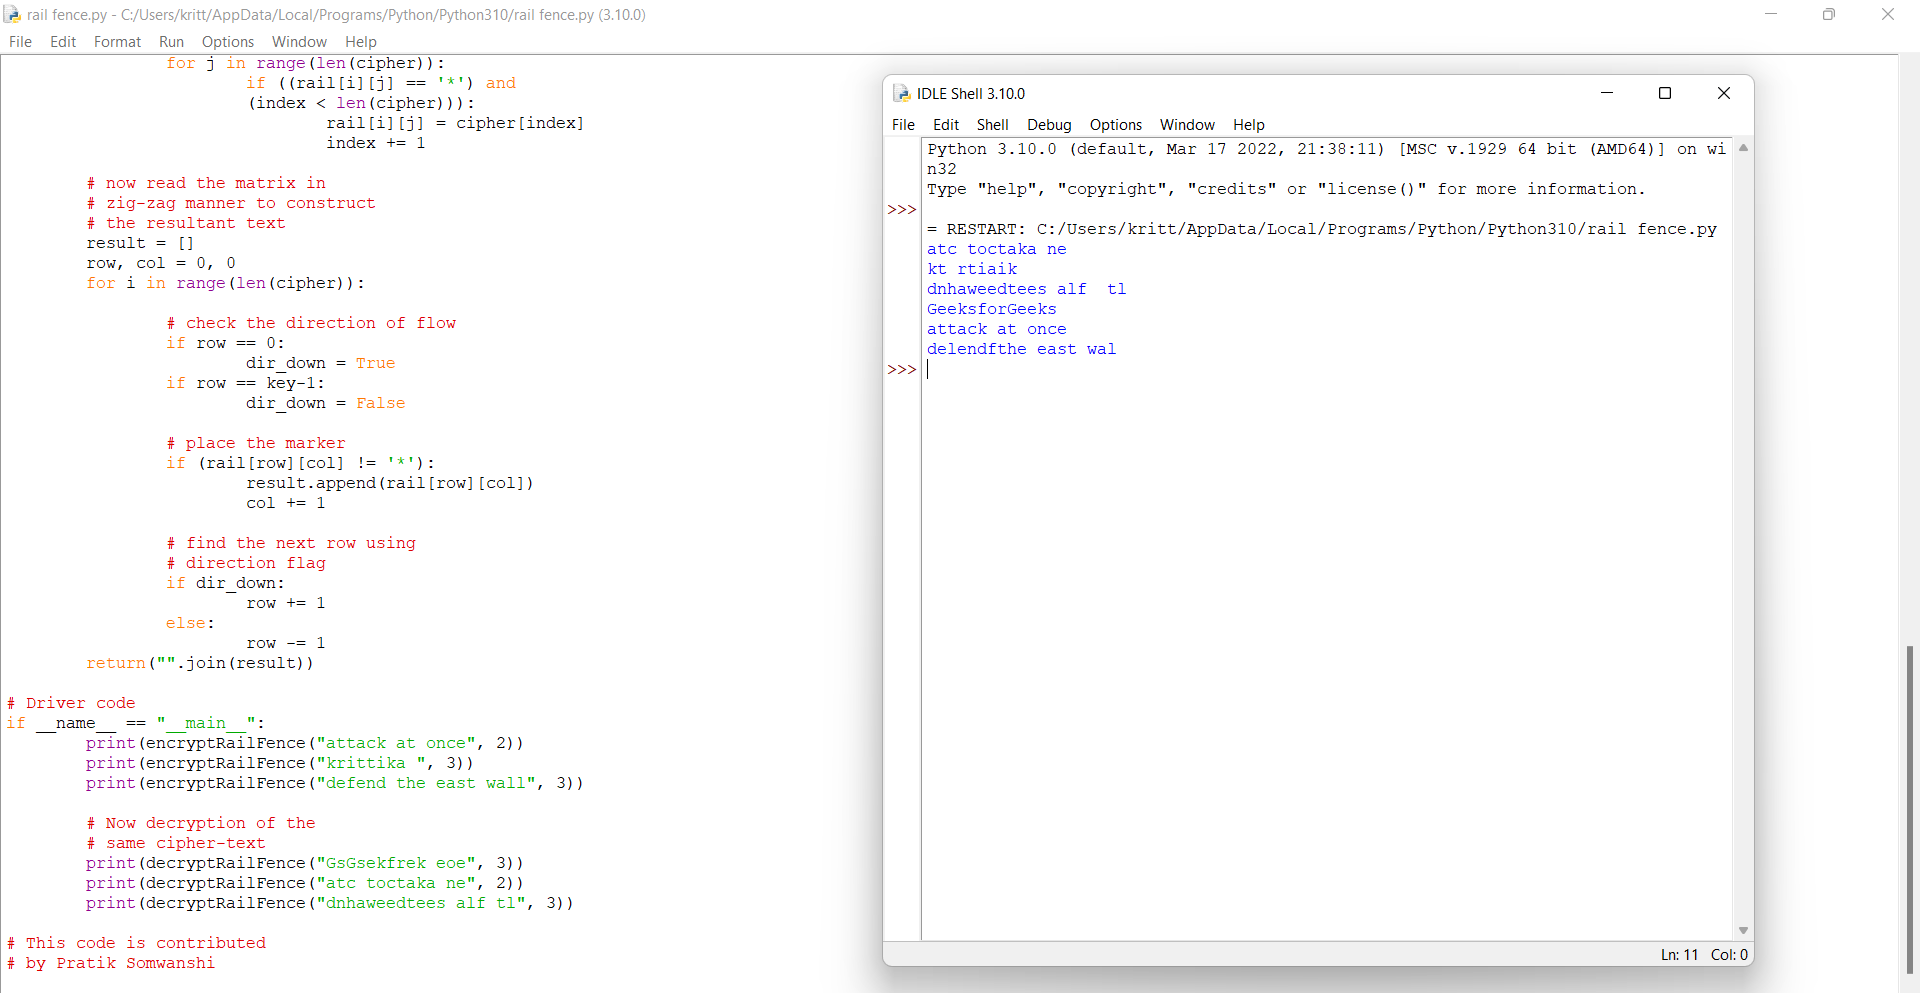 rail fence.py - C:/Users/kritt/AppData/Local/Programs/Python/Python310/rail fence.py (3.10.0)
File Edit Format Run Options Window Help
for j in range(len(cipher)):
if ((rail[i][j] == '*') and
(index < len(cipher))):
rail[i][j] = cipher[index]
index += 1
# now read the matrix in
# zig-zag manner to construct
# the resultant text
result = []
row, col = 0, 0
for i in range(len(cipher)):
# check the direction of flow
if row == 0:
dir_down = True
if row == key-1:
dir_down = False
# place the marker
if (rail[row][col] != '*'):
result.append(rail[row][col])
col += 1
# find the next row using
# direction flag
if dir_down:
row += 1
else:
row -= 1
return("".join(result))
# Driver code
if __name__ == "__main__":
print(encryptRailFence("attack at once", 2))
print(encryptRailFence("krittika ", 3))
print(encryptRailFence("defend the east wall", 3))
# Now decryption of the
# same cipher-text
print(decryptRailFence("GsGsekfrek eoe", 3))
print(decryptRailFence("atc toctaka ne", 2))
print(decryptRailFence("dnhaweedtees alf tl", 3))
# This code is contributed
# by Pratik Somwanshi
IDLE Shell 3.10.0
File Edit Shell Debug Options Window Help
Python 3.10.0 (default, Mar 17 2022, 21:38:11) [MSC v.1929 64 bit (AMD64)] on wi
n32
Type "help", "copyright", "credits" or "license()" for more information.
>>>
= RESTART: C:/Users/kritt/AppData/Local/Programs/Python/Python310/rail fence.py
atc toctaka ne
kt rtiaik
dnhaweedtees alf  tl
GeeksforGeeks
attack at once
delendfthe east wal
>>>
Ln: 11 Col: 0